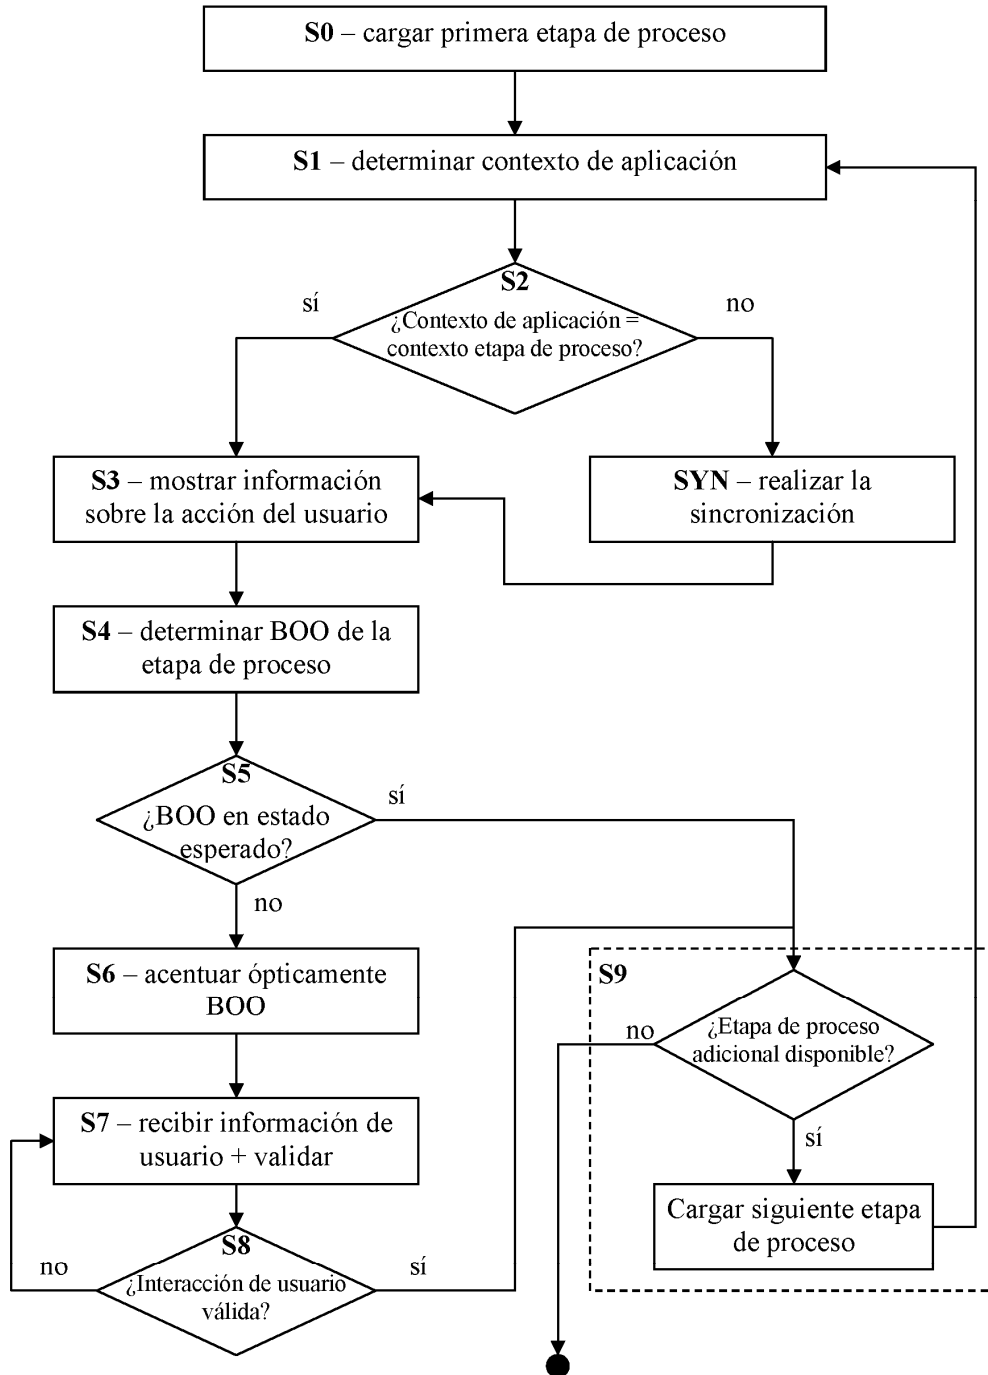 S0 – cargar primera etapa de proceso
S1 – determinar contexto de aplicación
S2
sí
no
¿Contexto de aplicación =
contexto etapa de proceso?
S3 – mostrar información
sobre la acción del usuario
SYN – realizar la
sincronización
S4 – determinar BOO de la
etapa de proceso
S5
sí
¿BOO en estado
esperado?
no
S6 – acentuar ópticamente
BOO
S9
no
¿Etapa de proceso
adicional disponible?
sí
S7 – recibir información de
usuario + validar
Cargar siguiente etapa
de proceso
S8
no
sí
¿Interacción de usuario
válida?